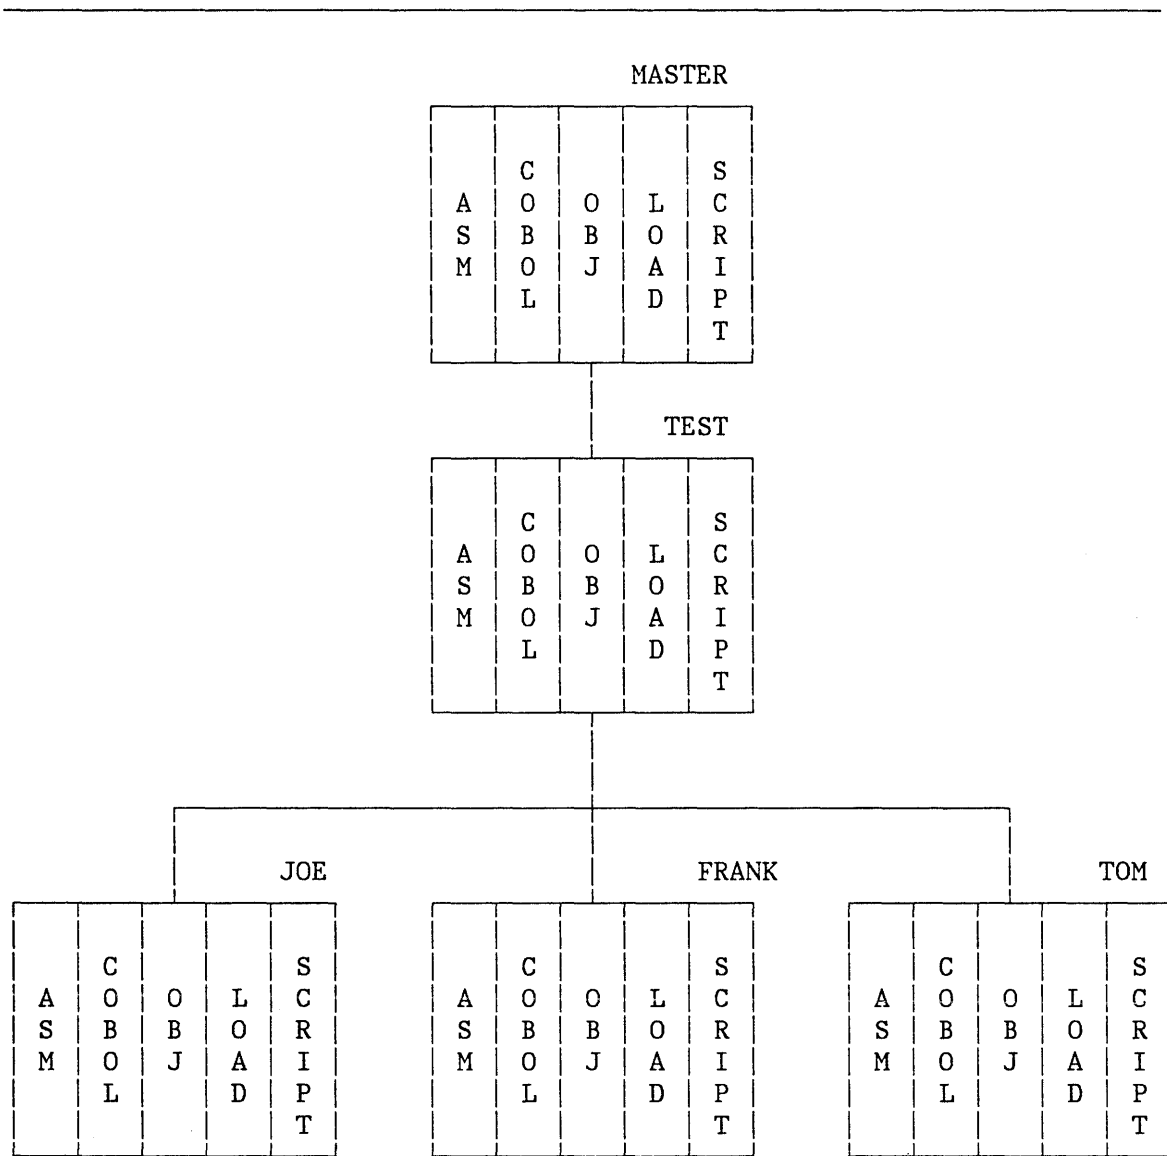 MASTER
ASM COBOL OBJ LOAD SCRIPT
TEST
ASM COBOL OBJ LOAD SCRIPT
JOE FRANK TOM
ASM COBOL OBJ LOAD SCRIPT ASM COBOL OBJ LOAD SCRIPT ASM COBOL OBJ LOAD SCRIPT